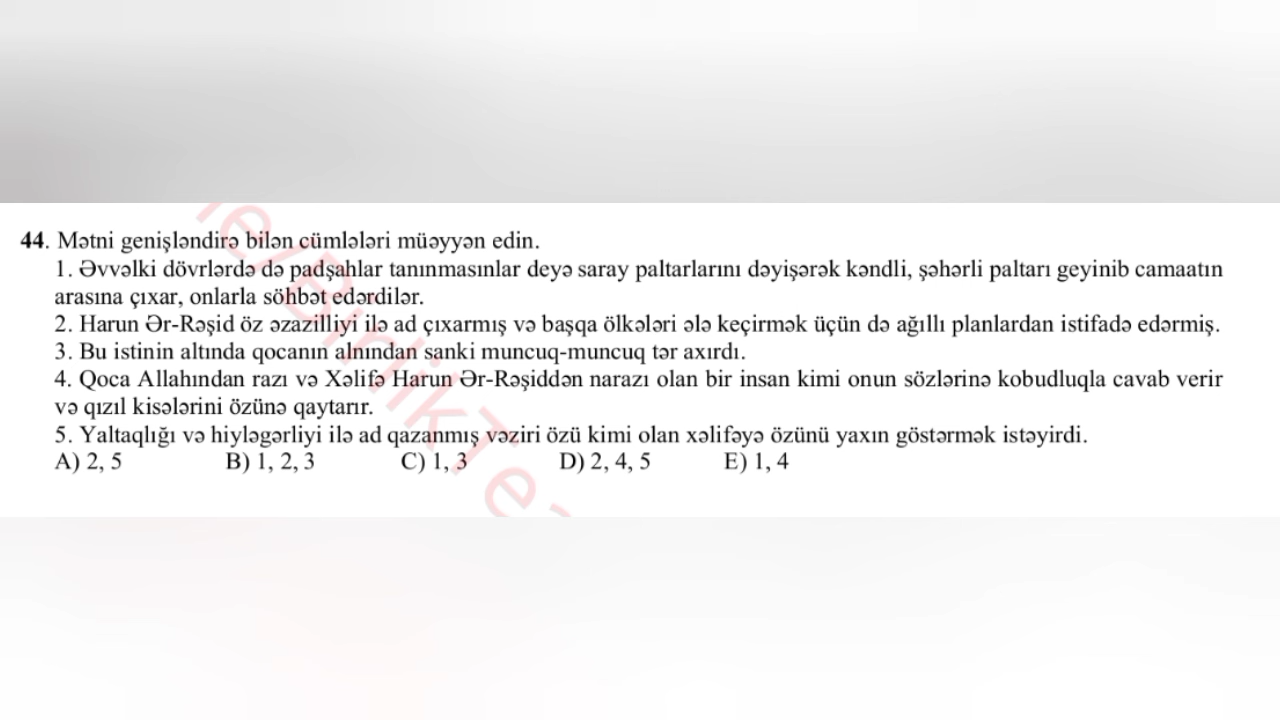 44. Mətni genişləndirə bilən cümlələri müəyyən edin.
1. Əvvəlki dövrlərdə də padşahlar tanınmasınlar deyə saray paltarlarını dəyişərək kəndli, şəhərli paltarı geyinib camaatın
arasına çıxar, onlarla söhbət edərdilər.
2. Harun Ər-Rəşid öz əzazilliyi ilə ad çıxarmış və başqa ölkələri ələ keçirmək üçün də ağıllı planlardan istifadə edərmiş.
3. Bu istinin altında qocanın alnından sanki muncuq-muncuq tər axırdı.
4. Qoca Allahından razı və Xəlifə Harun Ər-Rəşiddən narazı olan bir insan kimi onun sözlərinə kobudluqla cavab verir
və qızıl kisələrini özünə qaytarır.
5. Yaltaqlığı və hiyləgərliyi ilə ad qazanmış vəziri özü kimi olan xəlifəyə özünü yaxın göstərmək istəyirdi.
A) 2, 5 B) 1, 2, 3 C) 1, 3 D) 2, 4, 5 E) 1, 4